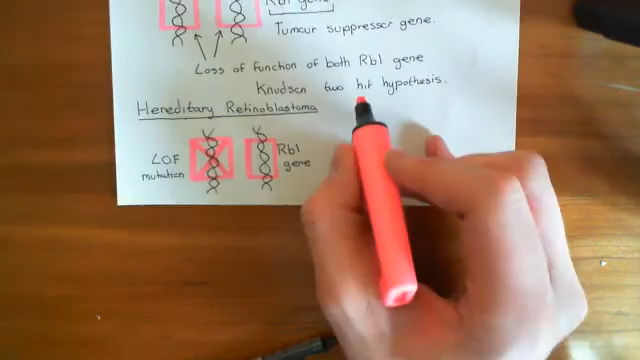 Rb1 gene
Tumour suppressor gene.
Loss of function of both Rb1 gene
Knudson two hit hypothesis.
Hereditary Retinoblastoma
LOF mutation
Rb1 gene